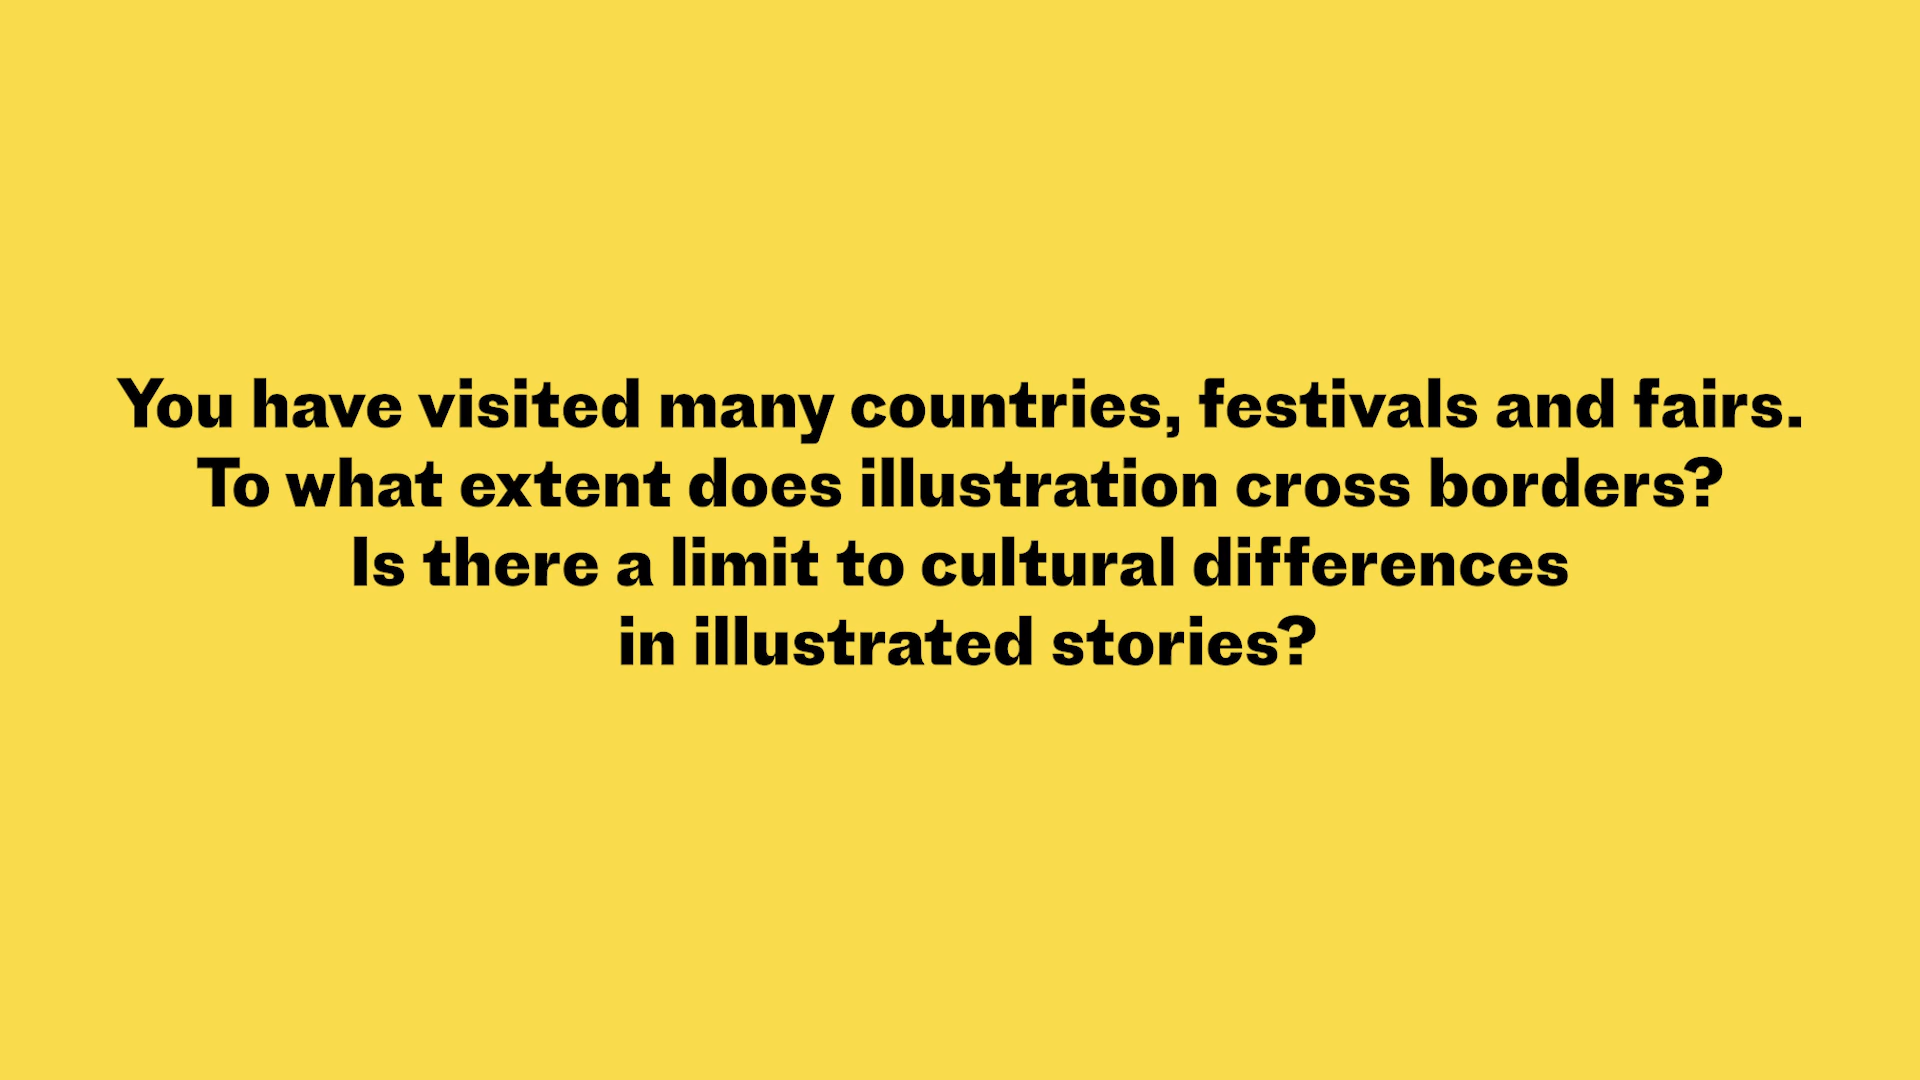 You have visited many countries, festivals and fairs.
To what extent does illustration cross borders?
Is there a limit to cultural differences
in illustrated stories?